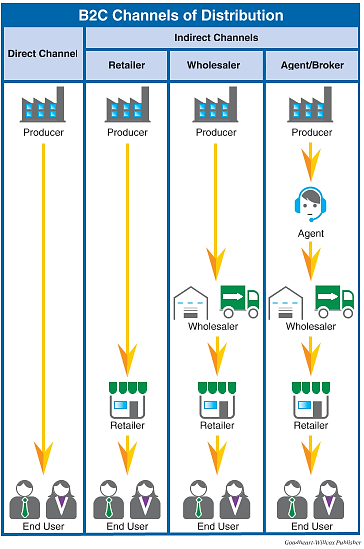 B2C Channels of Distribution
Direct Channel
Indirect Channels
Retailer
Wholesaler
Agent/Broker
Producer
Producer
Producer
Producer
Agent
Wholesaler
Wholesaler
Retailer
Retailer
Retailer
End User
End User
End User
End User
Goodheart-Willcox Publisher